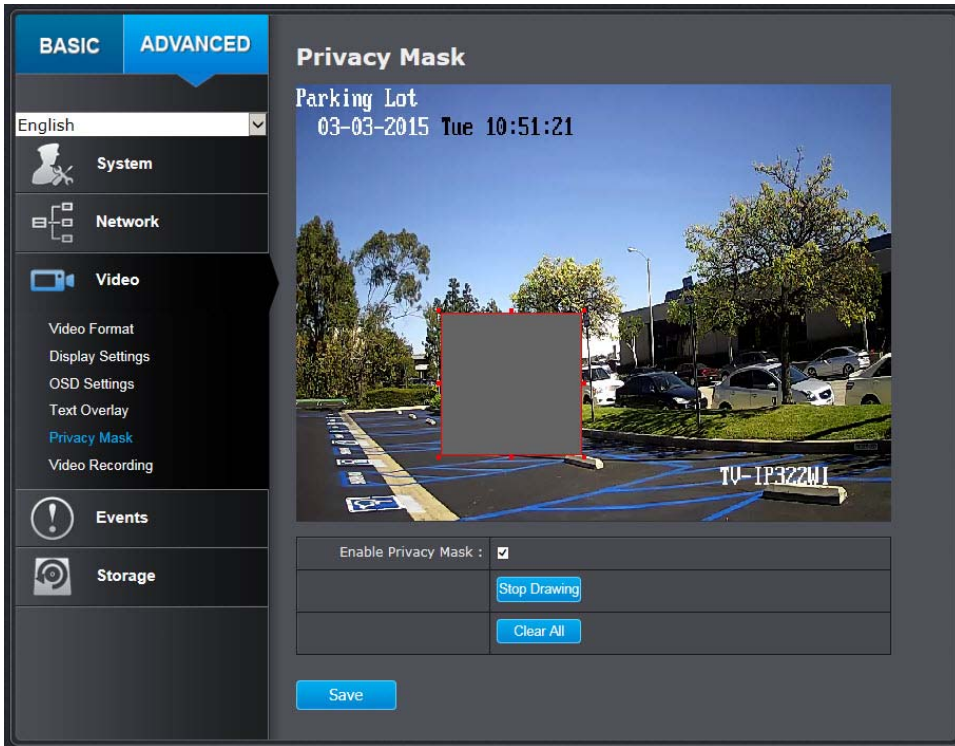 BASIC
ADVANCED
English
System
Network
Video
Video Format
Display Settings
OSD Settings
Text Overlay
Privacy Mask
Video Recording
Events
Storage
Privacy Mask
Parking Lot
03-03-2015 Tue 10:51:21
TV-IP322WI
Enable Privacy Mask :
Stop Drawing
Clear All
Save